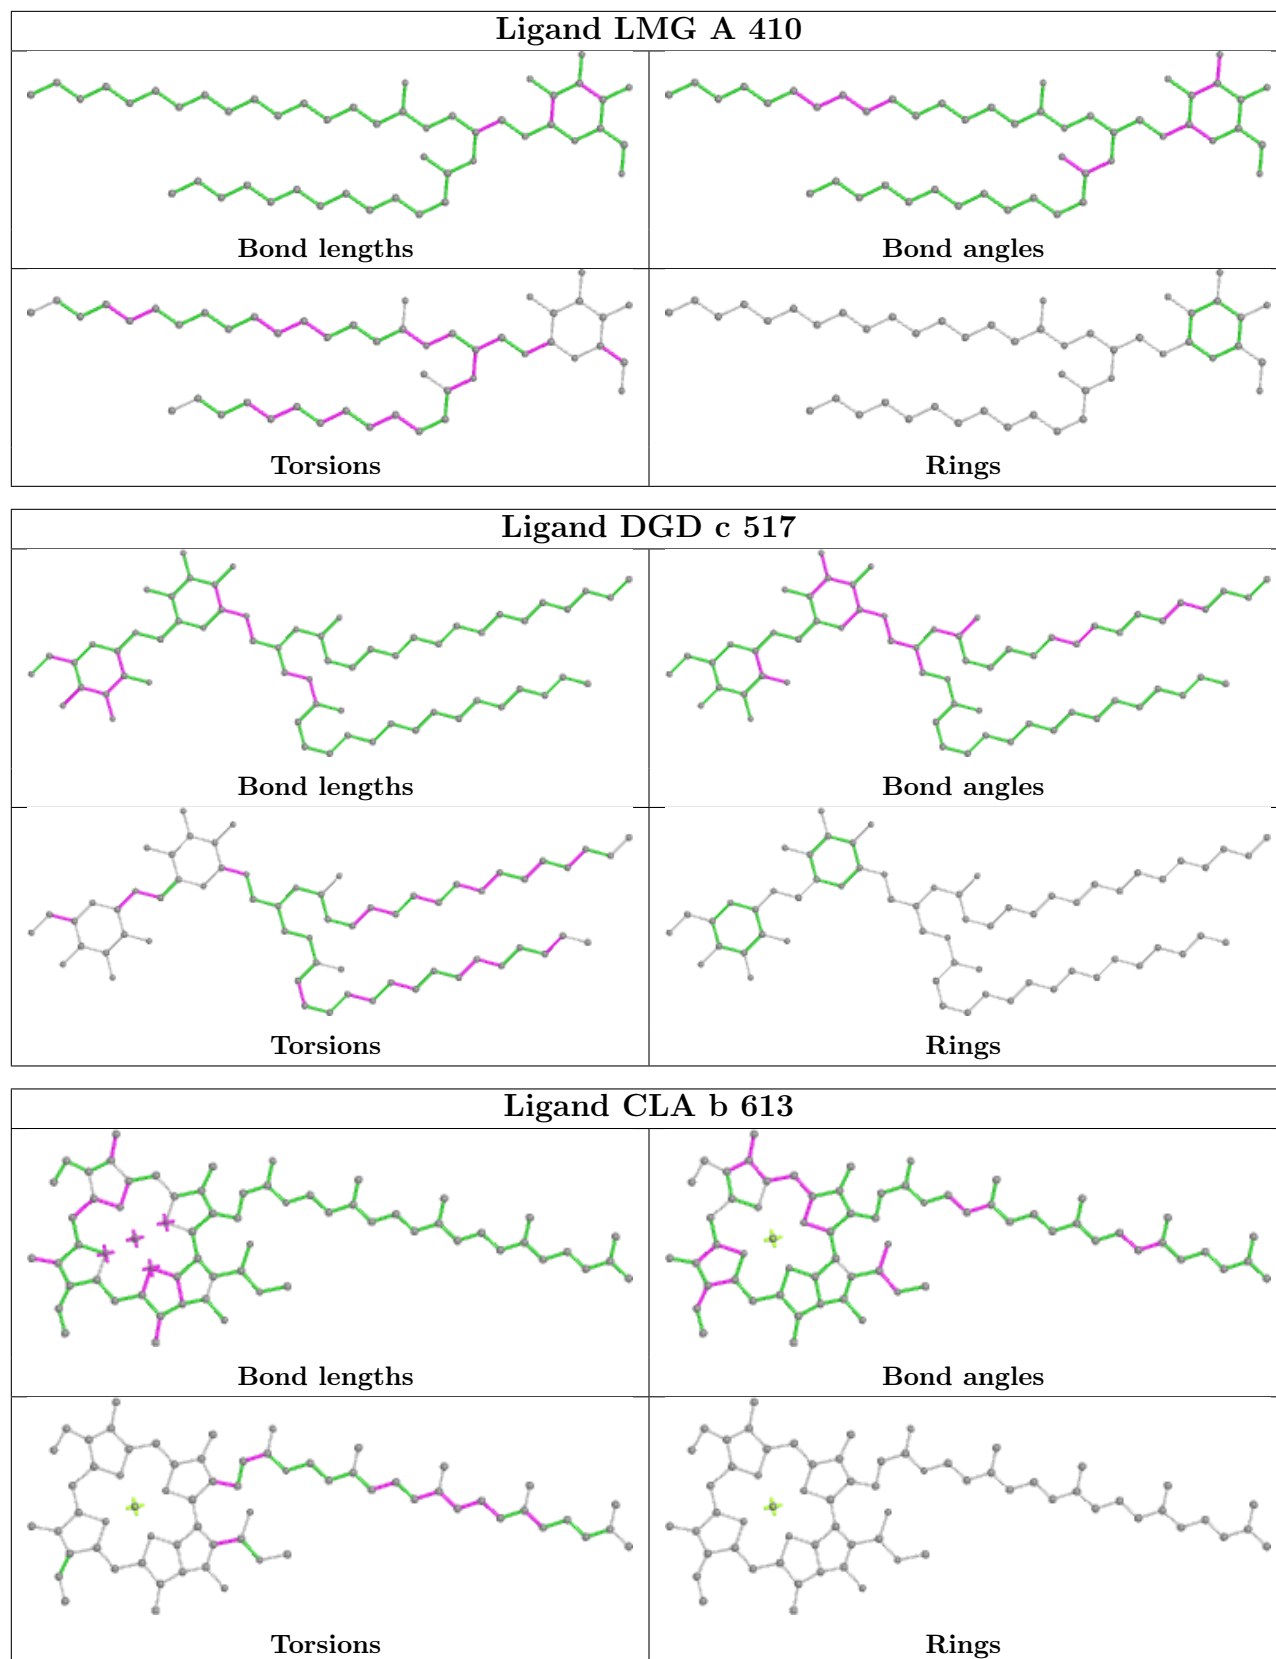 Ligand LMG A 410
Bond lengths
Bond angles
Torsions
Rings
Ligand DGD c 517
Bond lengths
Bond angles
Torsions
Rings
Ligand CLA b 613
Bond lengths
Bond angles
Torsions
Rings